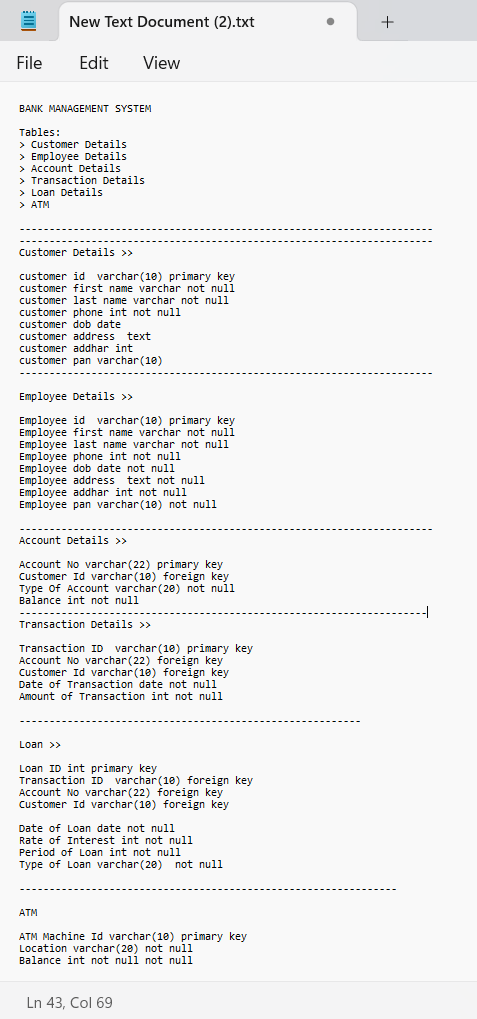 New Text Document (2).txt
File Edit View
BANK MANAGEMENT SYSTEM
Tables:
> Customer Details
> Employee Details
> Account Details
> Transaction Details
> Loan Details
> ATM
---------------------------------------------------------------------
---------------------------------------------------------------------
Customer Details >>
customer id  varchar(10) primary key
customer first name varchar not null
customer last name varchar not null
customer phone int not null
customer dob date
customer address  text
customer addhar int
customer pan varchar(10)
---------------------------------------------------------------------
Employee Details >>
Employee id  varchar(10) primary key
Employee first name varchar not null
Employee last name varchar not null
Employee phone int not null
Employee dob date not null
Employee address  text not null
Employee addhar int not null
Employee pan varchar(10) not null
---------------------------------------------------------------------
Account Details >>
Account No varchar(22) primary key
Customer Id varchar(10) foreign key
Type Of Account varchar(20) not null
Balance int not null
--------------------------------------------------------------------
Transaction Details >>
Transaction ID  varchar(10) primary key
Account No varchar(22) foreign key
Customer Id varchar(10) foreign key
Date of Transaction date not null
Amount of Transaction int not null
---------------------------------------------------------
Loan >>
Loan ID int primary key
Transaction ID  varchar(10) foreign key
Account No varchar(22) foreign key
Customer Id varchar(10) foreign key
Date of Loan date not null
Rate of Interest int not null
Period of Loan int not null
Type of Loan varchar(20)  not null
---------------------------------------------------------------
ATM
ATM Machine Id varchar(10) primary key
Location varchar(20) not null
Balance int not null not null
Ln 43, Col 69